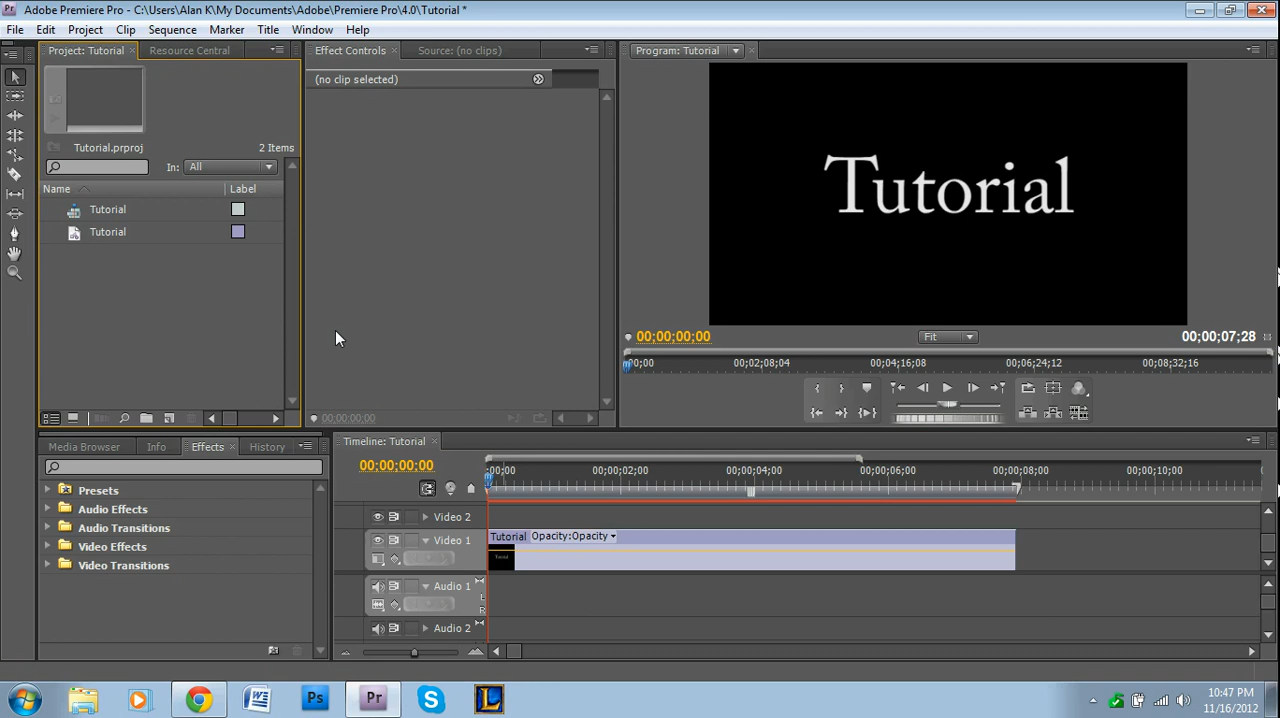 Adobe Premiere Pro - C:\Users\Alan K\My Documents\Adobe\Premiere Pro\4.0\Tutorial *
File Edit Project Clip Sequence Marker Title Window Help
Project: Tutorial Resource Central
Effect Controls Source: (no clips)
Program: Tutorial
(no clip selected)
Tutorial
Tutorial.prproj 2 Items
In: All
Name Label
Tutorial
Tutorial
00;00;00;00 Fit 00;00;07;28
00;00 00;02;08;04 00;04;16;08 00;06;24;12 00;08;32;16
00;00;00;00
Media Browser Info Effects History
Presets
Audio Effects
Audio Transitions
Video Effects
Video Transitions
Timeline: Tutorial
00;00;00;00
00;00 00;00;02;00 00;00;04;00 00;00;06;00 00;00;08;00 00;00;10;00
Video 2
Video 1 Tutorial Opacity:Opacity
Audio 1
L
R
Audio 2
W Ps Pr S L
10:47 PM
11/16/2012